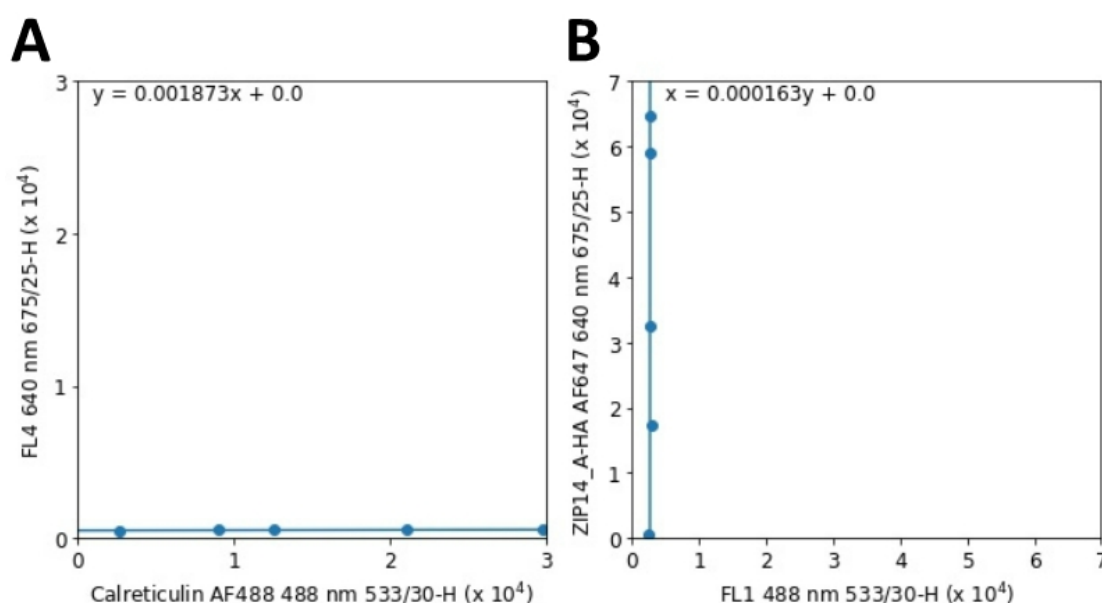 A
3
y = 0.001873x + 0.0
2
1
0
FL4 640 nm 675/25-H (x 10⁴)
0 1 2 3
Calreticulin AF488 488 nm 533/30-H (x 10⁴)
B
7
x = 0.000163y + 0.0
6
5
4
3
2
1
0
ZIP14_A-HA AF647 640 nm 675/25-H (x 10⁴)
0 1 2 3 4 5 6 7
FL1 488 nm 533/30-H (x 10⁴)